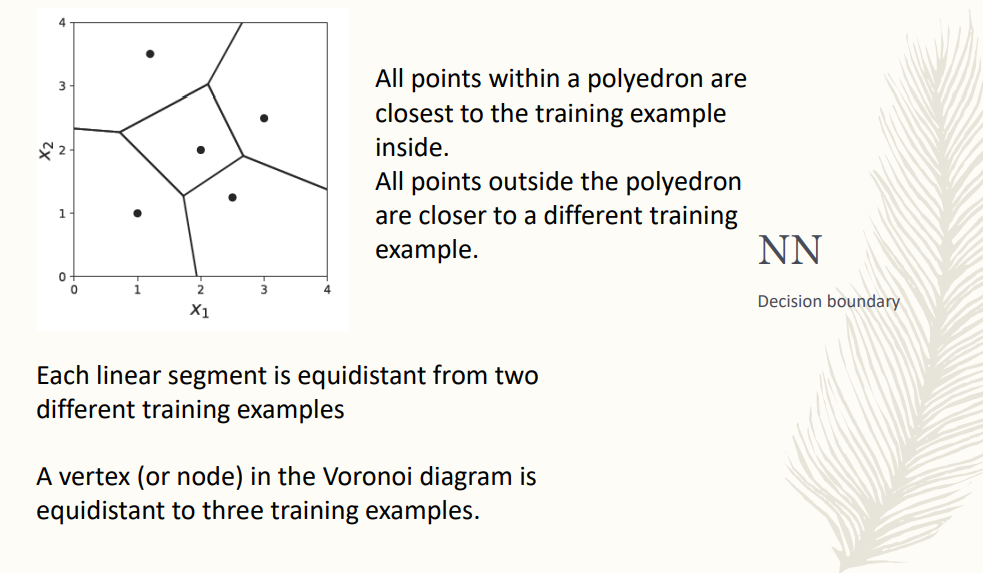 4
3
2
1
0
0 1 2 3 4
x₂
x₁
All points within a polyedron are
closest to the training example
inside.
All points outside the polyedron
are closer to a different training
example.
NN
Decision boundary
Each linear segment is equidistant from two
different training examples
A vertex (or node) in the Voronoi diagram is
equidistant to three training examples.